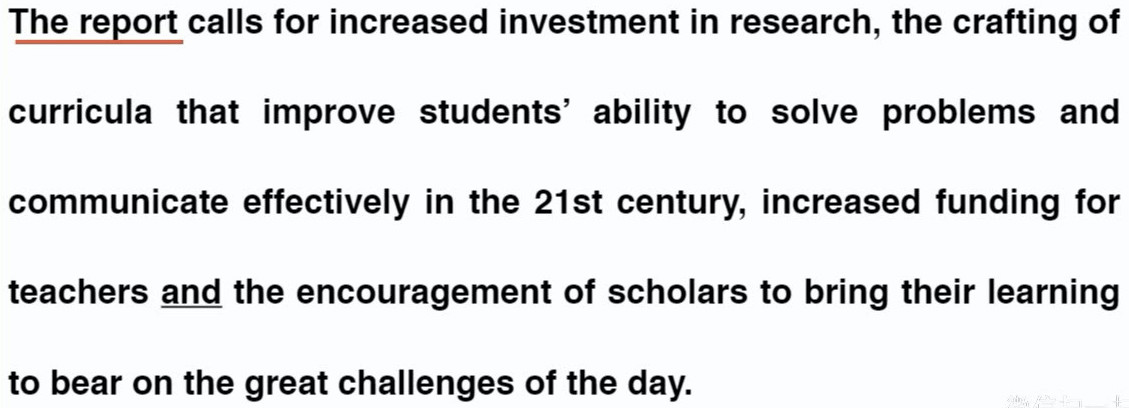 The report calls for increased investment in research, the crafting of
curricula that improve students’ ability to solve problems and
communicate effectively in the 21st century, increased funding for
teachers and the encouragement of scholars to bring their learning
to bear on the great challenges of the day.